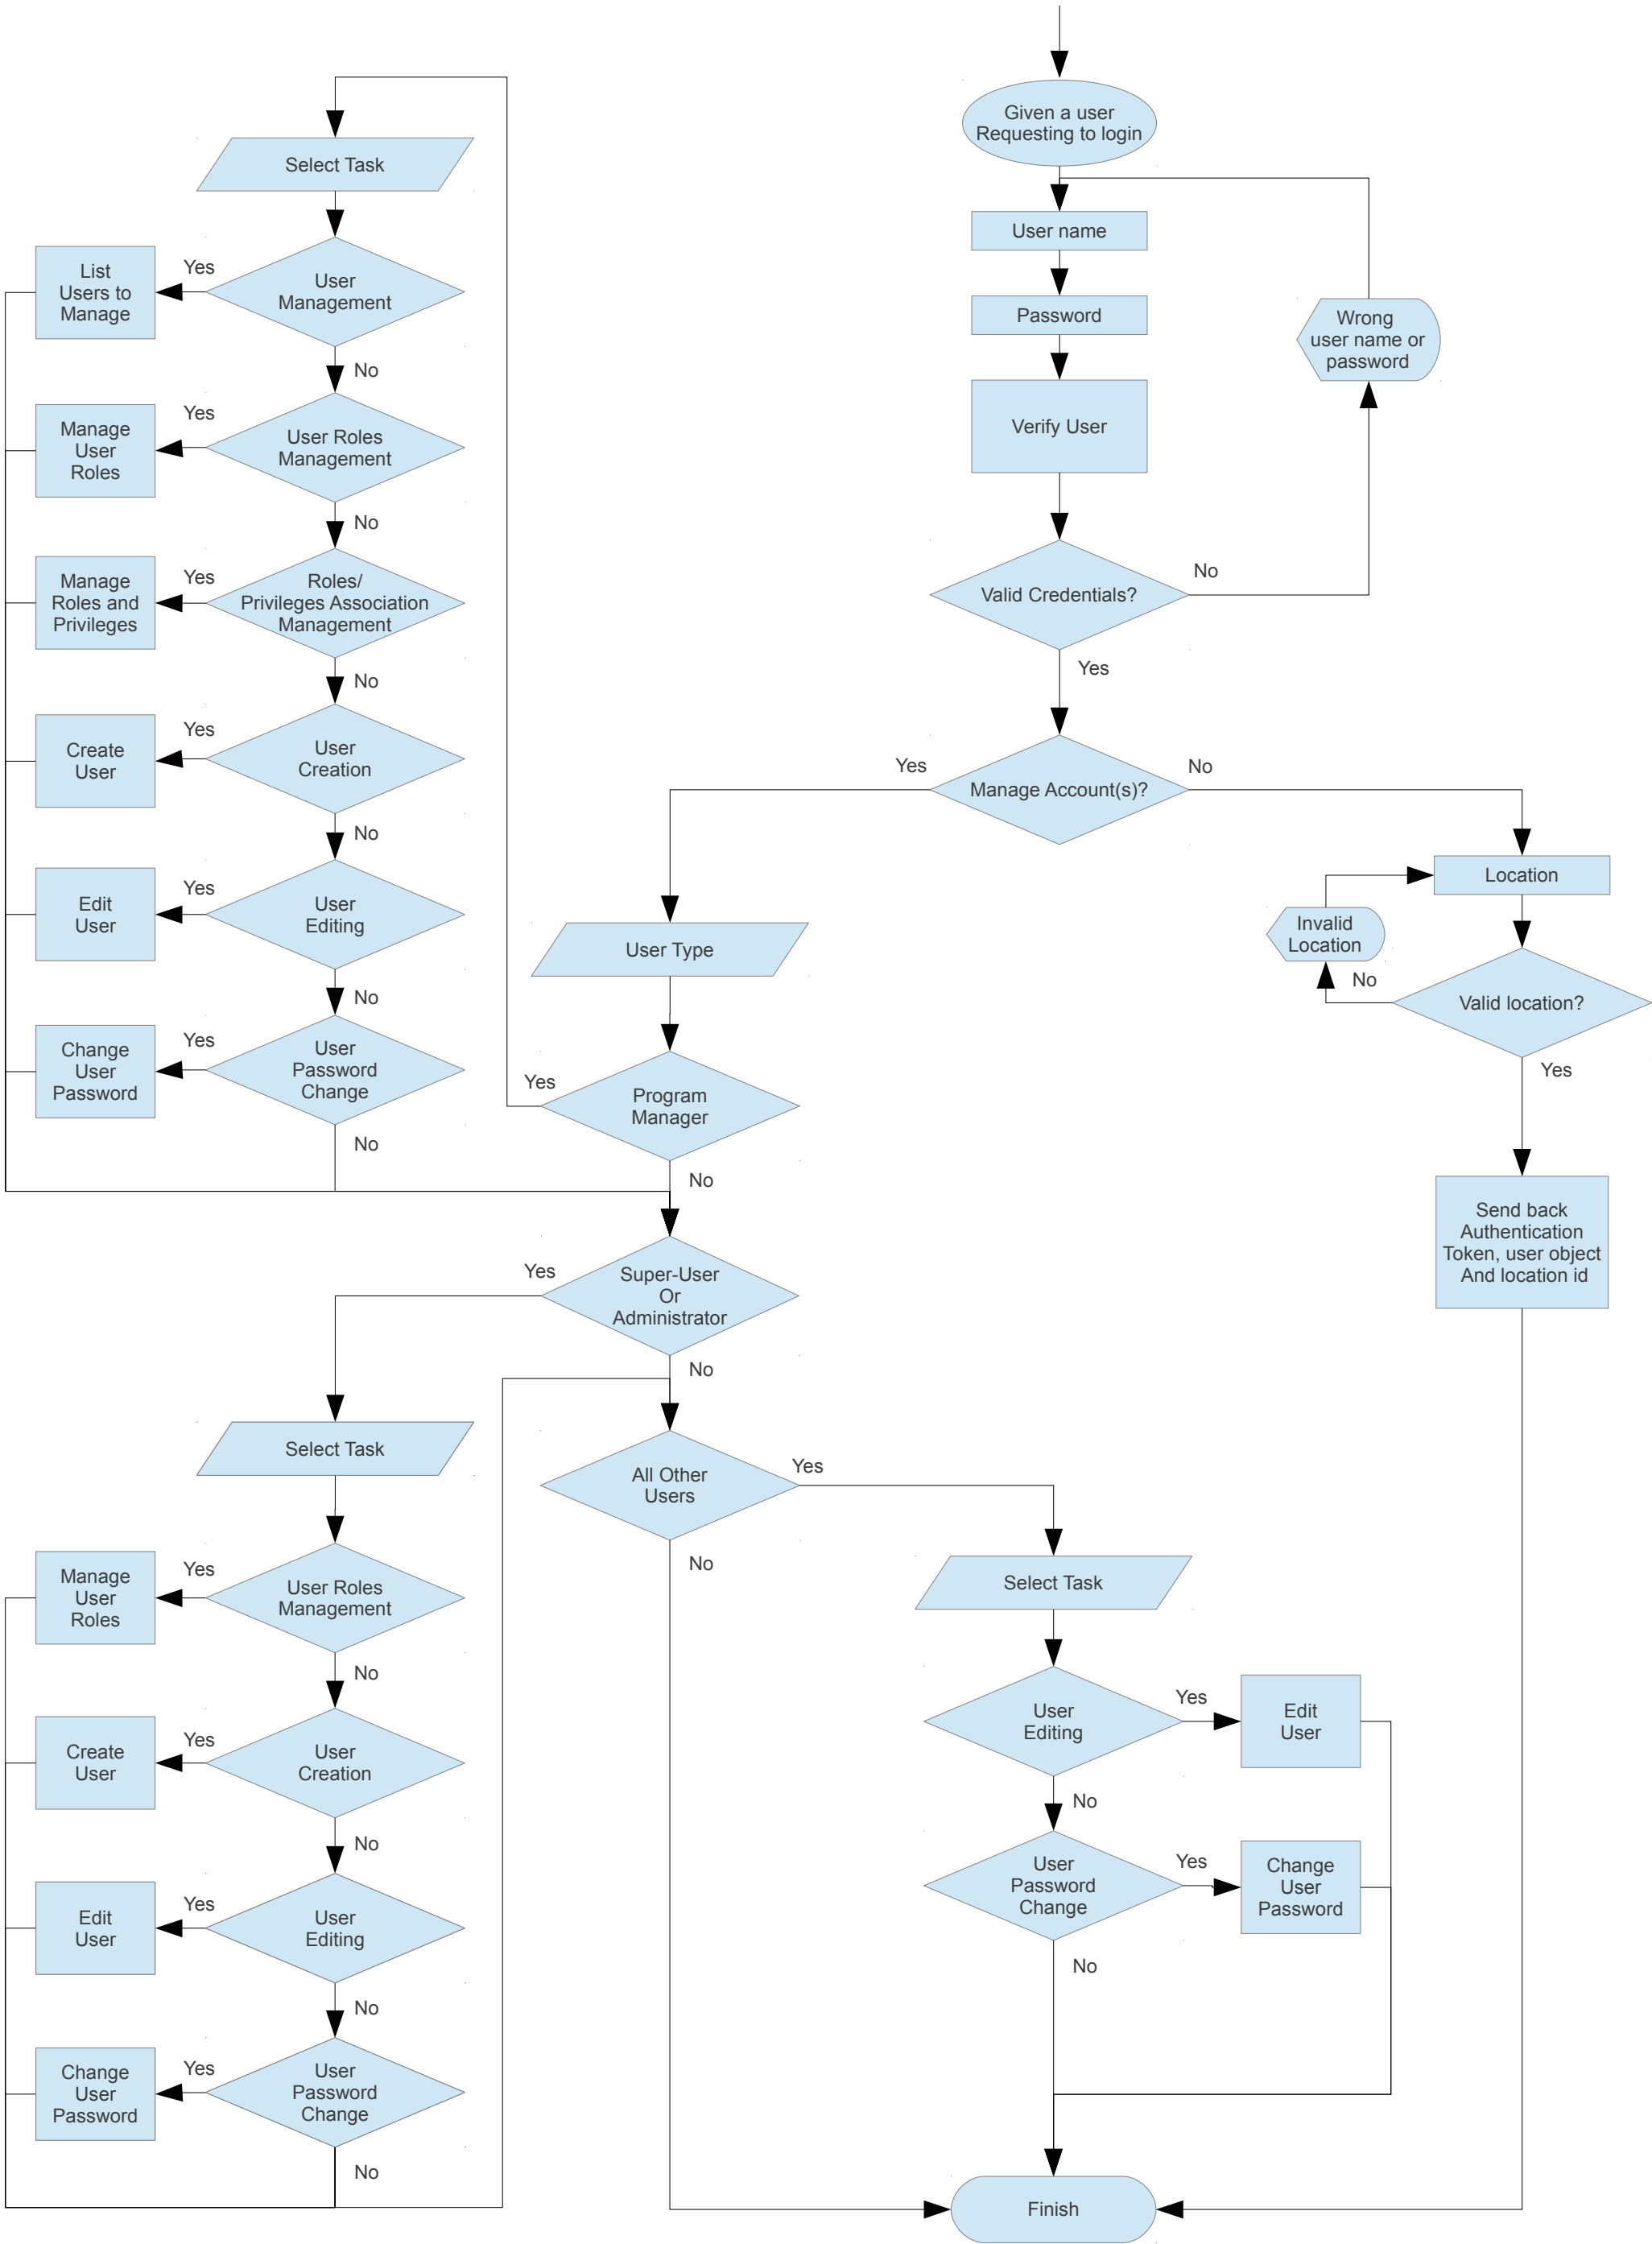 Given a user
Requesting to login
User name
Password
Verify User
Wrong
user name or
password
Valid Credentials?
No
Yes
Manage Account(s)?
Yes
No
Location
Invalid
Location
No
Valid location?
Yes
Send back
Authentication
Token, user object
And location id
User Type
Program
Manager
Yes
No
Select Task
User
Management
Yes
List
Users to
Manage
No
User Roles
Management
Yes
Manage
User
Roles
No
Roles/
Privileges Association
Management
Yes
Manage
Roles and
Privileges
No
User
Creation
Yes
Create
User
No
User
Editing
Yes
Edit
User
No
User
Password
Change
Yes
Change
User
Password
No
Super-User
Or
Administrator
Yes
No
Select Task
User Roles
Management
Yes
Manage
User
Roles
No
User
Creation
Yes
Create
User
No
User
Editing
Yes
Edit
User
No
User
Password
Change
Yes
Change
User
Password
No
All Other
Users
Yes
No
Select Task
User
Editing
Yes
Edit
User
No
User
Password
Change
Yes
Change
User
Password
No
Finish